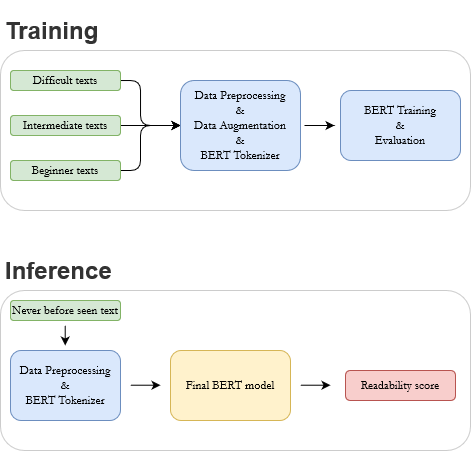 Training
Difficult texts
Intermediate texts
Beginner texts
Data Preprocessing
&
Data Augmentation
&
BERT Tokenizer
BERT Training
&
Evaluation
Inference
Never before seen text
Data Preprocessing
&
BERT Tokenizer
Final BERT model
Readability score